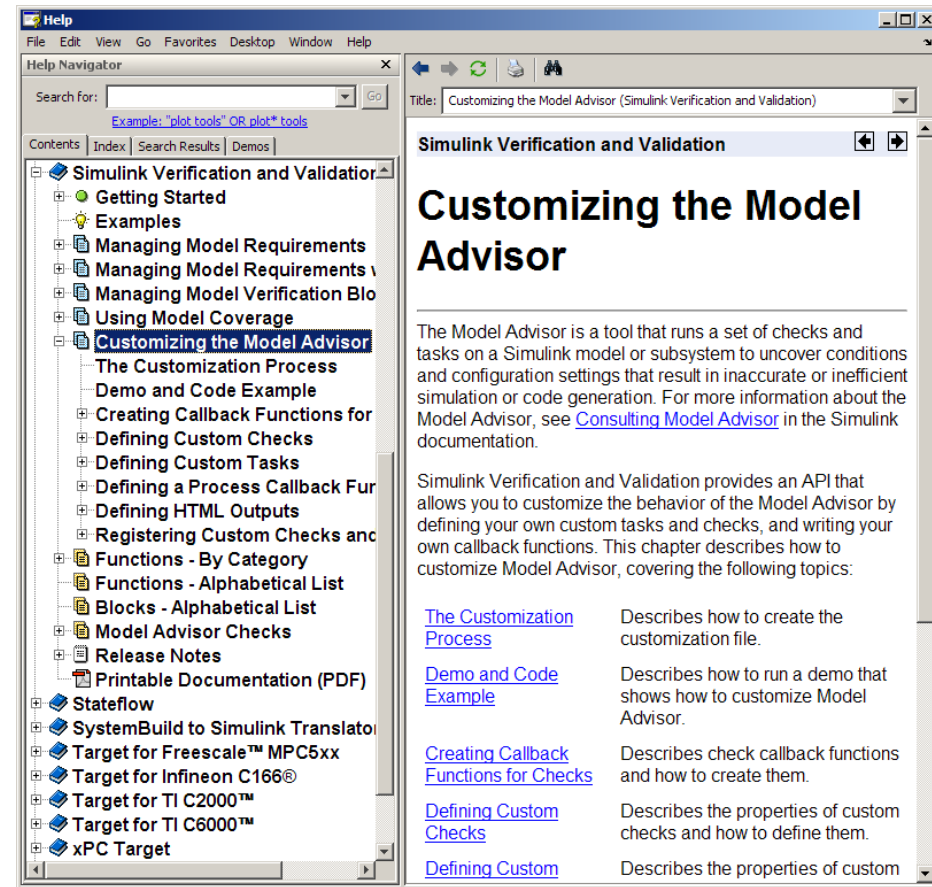 Help
File Edit View Go Favorites Desktop Window Help
Help Navigator
Search for:
Go
Example: "plot tools" OR plot* tools
Contents Index Search Results Demos
Simulink Verification and Validation
Getting Started
Examples
Managing Model Requirements
Managing Model Requirements
Managing Model Verification Blo
Using Model Coverage
Customizing the Model Advisor
The Customization Process
Demo and Code Example
Creating Callback Functions for
Defining Custom Checks
Defining Custom Tasks
Defining a Process Callback Fur
Defining HTML Outputs
Registering Custom Checks and
Functions - By Category
Functions - Alphabetical List
Blocks - Alphabetical List
Model Advisor Checks
Release Notes
Printable Documentation (PDF)
Stateflow
SystemBuild to Simulink Translator
Target for Freescale™ MPC5xx
Target for Infineon C166®
Target for TI C2000™
Target for TI C6000™
xPC Target
Title: Customizing the Model Advisor (Simulink Verification and Validation)
Simulink Verification and Validation
Customizing the Model
Advisor
The Model Advisor is a tool that runs a set of checks and
tasks on a Simulink model or subsystem to uncover conditions
and configuration settings that result in inaccurate or inefficient
simulation or code generation. For more information about the
Model Advisor, see Consulting Model Advisor in the Simulink
documentation.
Simulink Verification and Validation provides an API that
allows you to customize the behavior of the Model Advisor by
defining your own custom tasks and checks, and writing your
own callback functions. This chapter describes how to
customize Model Advisor, covering the following topics:
The Customization Describes how to create the
Process customization file.
Demo and Code Describes how to run a demo that
Example shows how to customize Model
Advisor.
Creating Callback Describes check callback functions
Functions for Checks and how to create them.
Defining Custom Describes the properties of custom
Checks checks and how to define them.
Defining Custom Describes the properties of custom